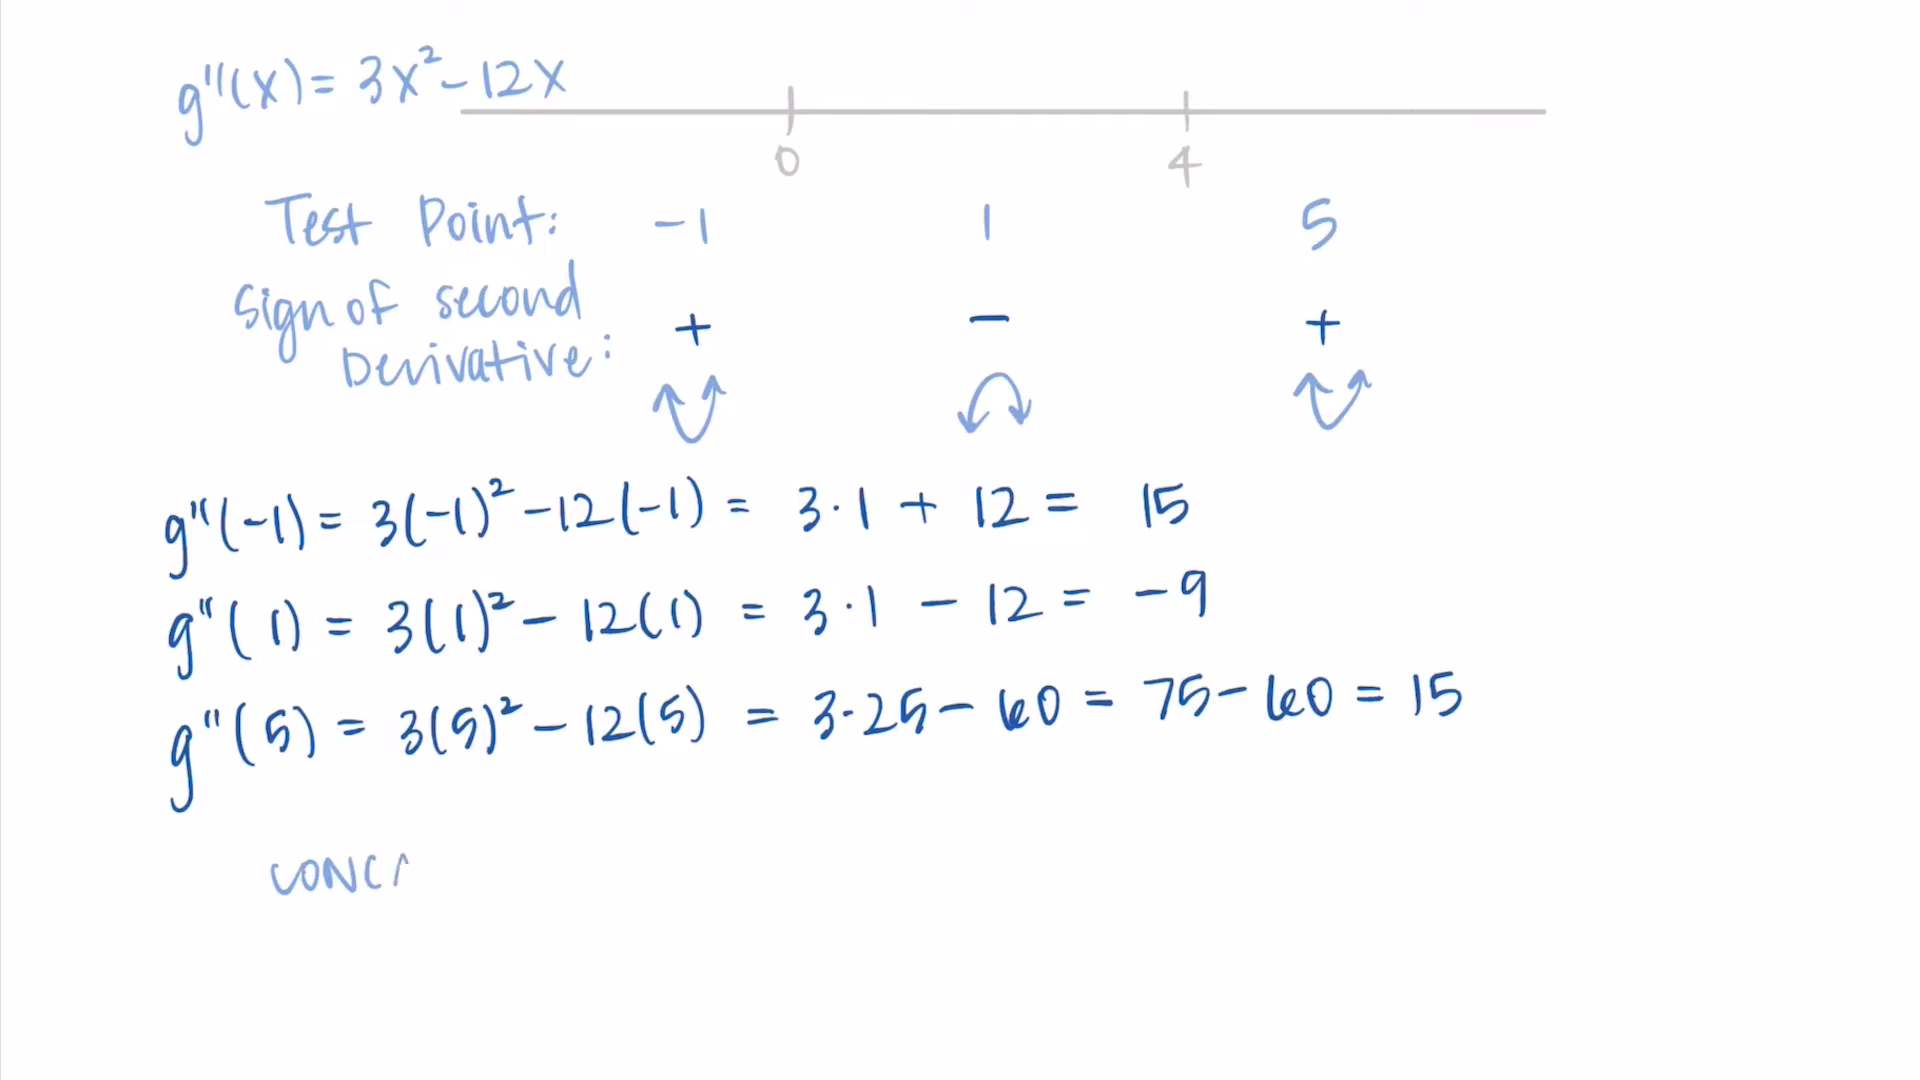 g''(x) = 3x² - 12x
0 4
Test Point: -1 1 5
Sign of second + - +
Derivative:
g''(-1) = 3(-1)² - 12(-1) = 3·1 + 12 = 15
g''(1) = 3(1)² - 12(1) = 3·1 - 12 = -9
g''(5) = 3(5)² - 12(5) = 3·25 - 60 = 75 - 60 = 15
CONC